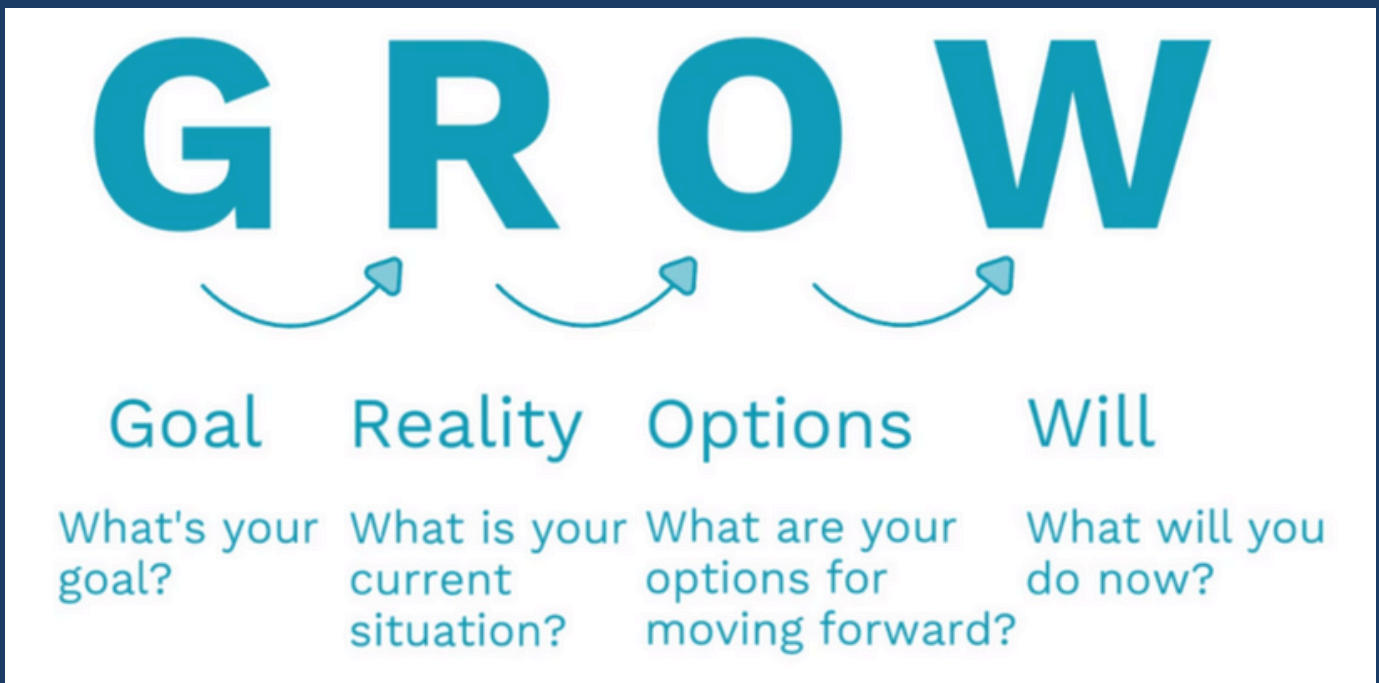 GROW
Goal
What's your
goal?
Reality
What is your
current
situation?
Options
What are your
options for
moving forward?
Will
What will you
do now?